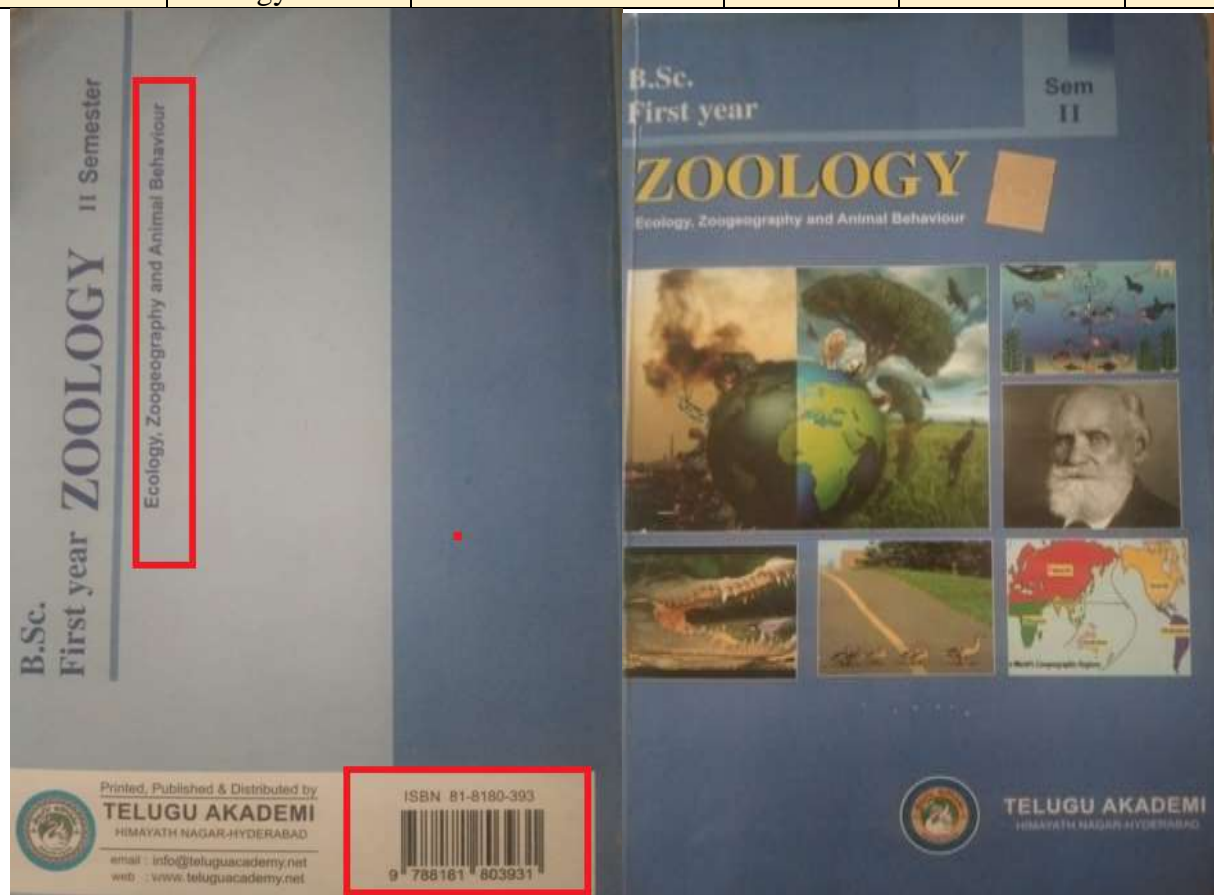 B.Sc.
First year ZOOLOGY II Semester
Ecology, Zoogeography and Animal Behaviour
Printed, Published & Distributed by
TELUGU AKADEMI
HIMAYATH NAGAR-HYDERABAD
email : info@teluguacademy.net
web : www.teluguacademy.net
ISBN 81-8180-393
9 788181 803931
B.Sc.
First year
Sem
II
ZOOLOGY
Ecology, Zoogeography and Animal Behaviour
TELUGU AKADEMI
HIMAYATH NAGAR-HYDERABAD